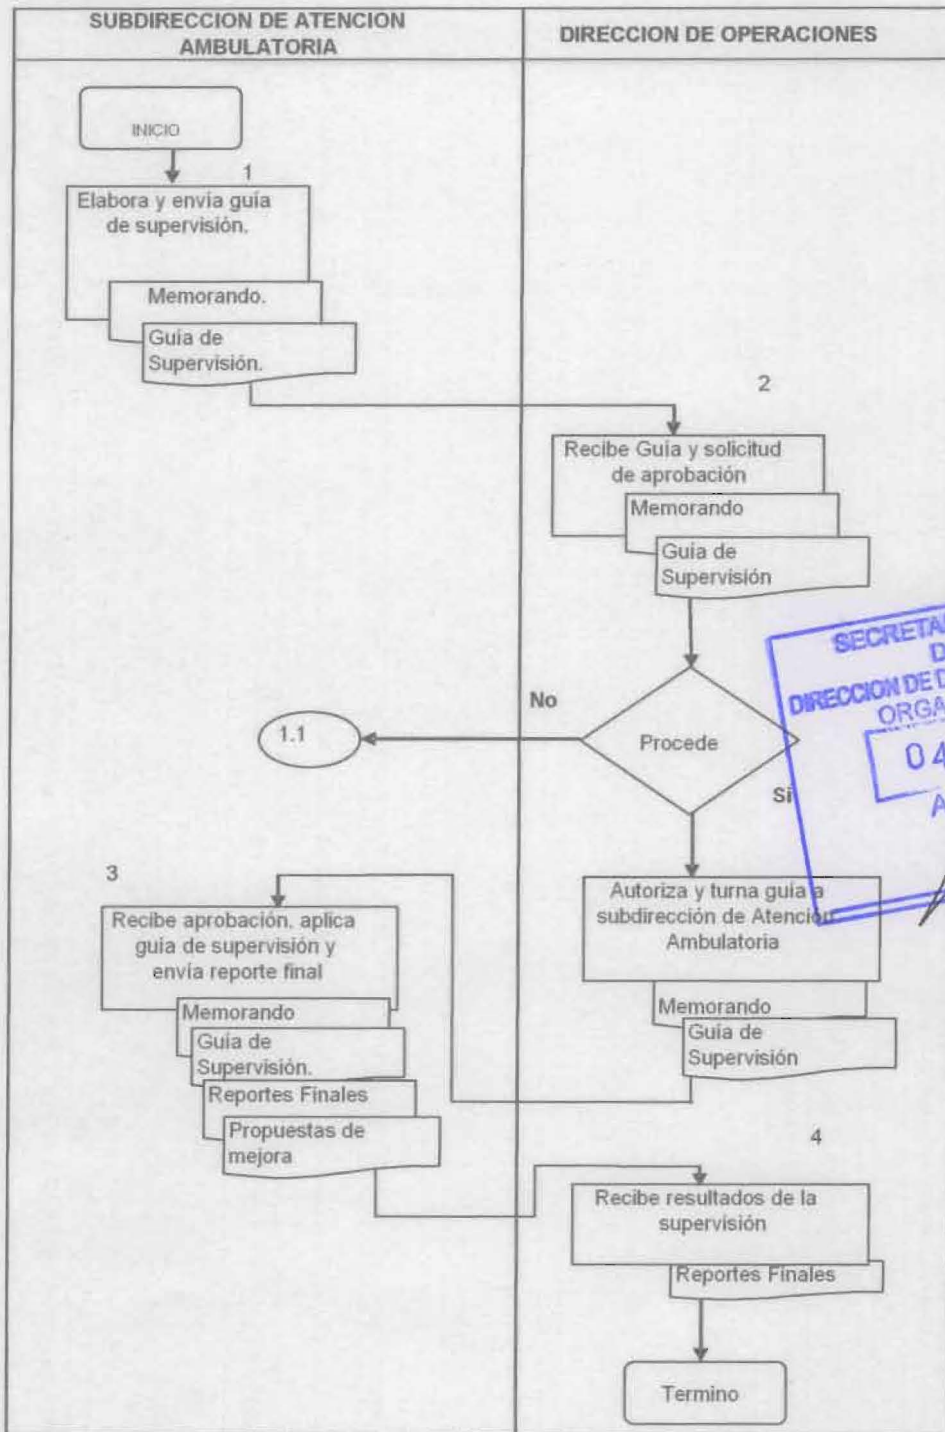 SUBDIRECCION DE ATENCIÓN
AMBULATORIA
DIRECCION DE OPERACIONES
INICIO
1
Elabora y envía guía
de supervisión.
Memorando.
Guía de
Supervisión.
2
Recibe Guía y solicitud
de aprobación
Memorando
Guía de
Supervisión
Procede
No
1.1
Si
Autoriza y turna guía a
subdirección de Atención
Ambulatoria
Memorando
Guía de
Supervisión
3
Recibe aprobación, aplica
guía de supervisión y
envía reporte final
Memorando
Guía de
Supervisión.
Reportes Finales
Propuestas de
mejora
4
Recibe resultados de la
supervisión
Reportes Finales
Termino
DIRECCION DE
04